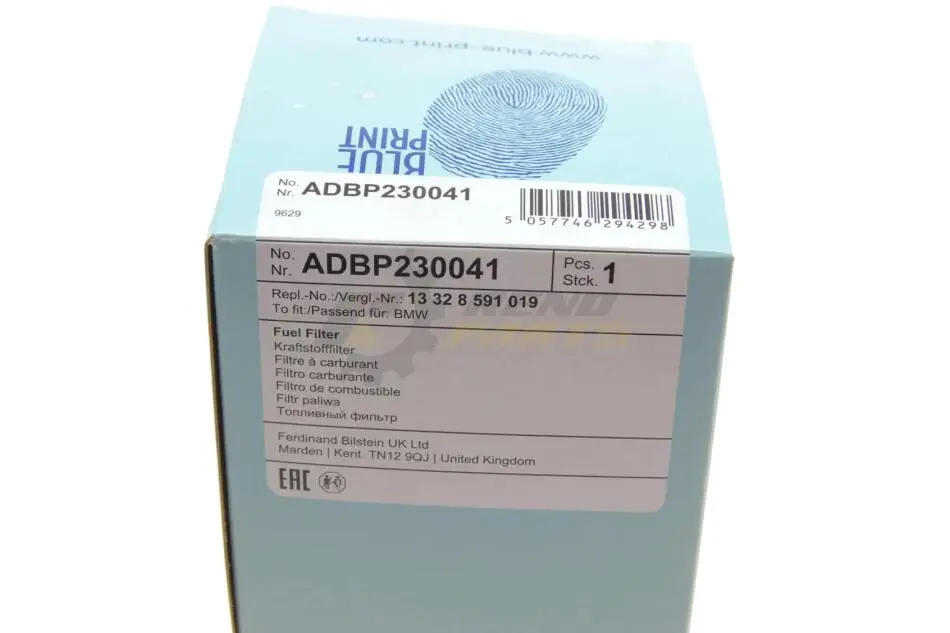 www.blue-print.com
BLUE
PRINT
No.
Nr. ADBP230041
9629
5 057746 294298
No.
Nr. ADBP230041
Pcs.
Stck. 1
Repl.-No.:/Vergl.-Nr.: 13 32 8 591 019
To fit:/Passend für: BMW
Fuel Filter
Kraftstofffilter
Filtre à carburant
Filtro carburante
Filtro de combustible
Filtr paliwa
Топливный фильтр
Ferdinand Bilstein UK Ltd
Marden | Kent. TN12 9QJ | United Kingdom
EAC
PARTS